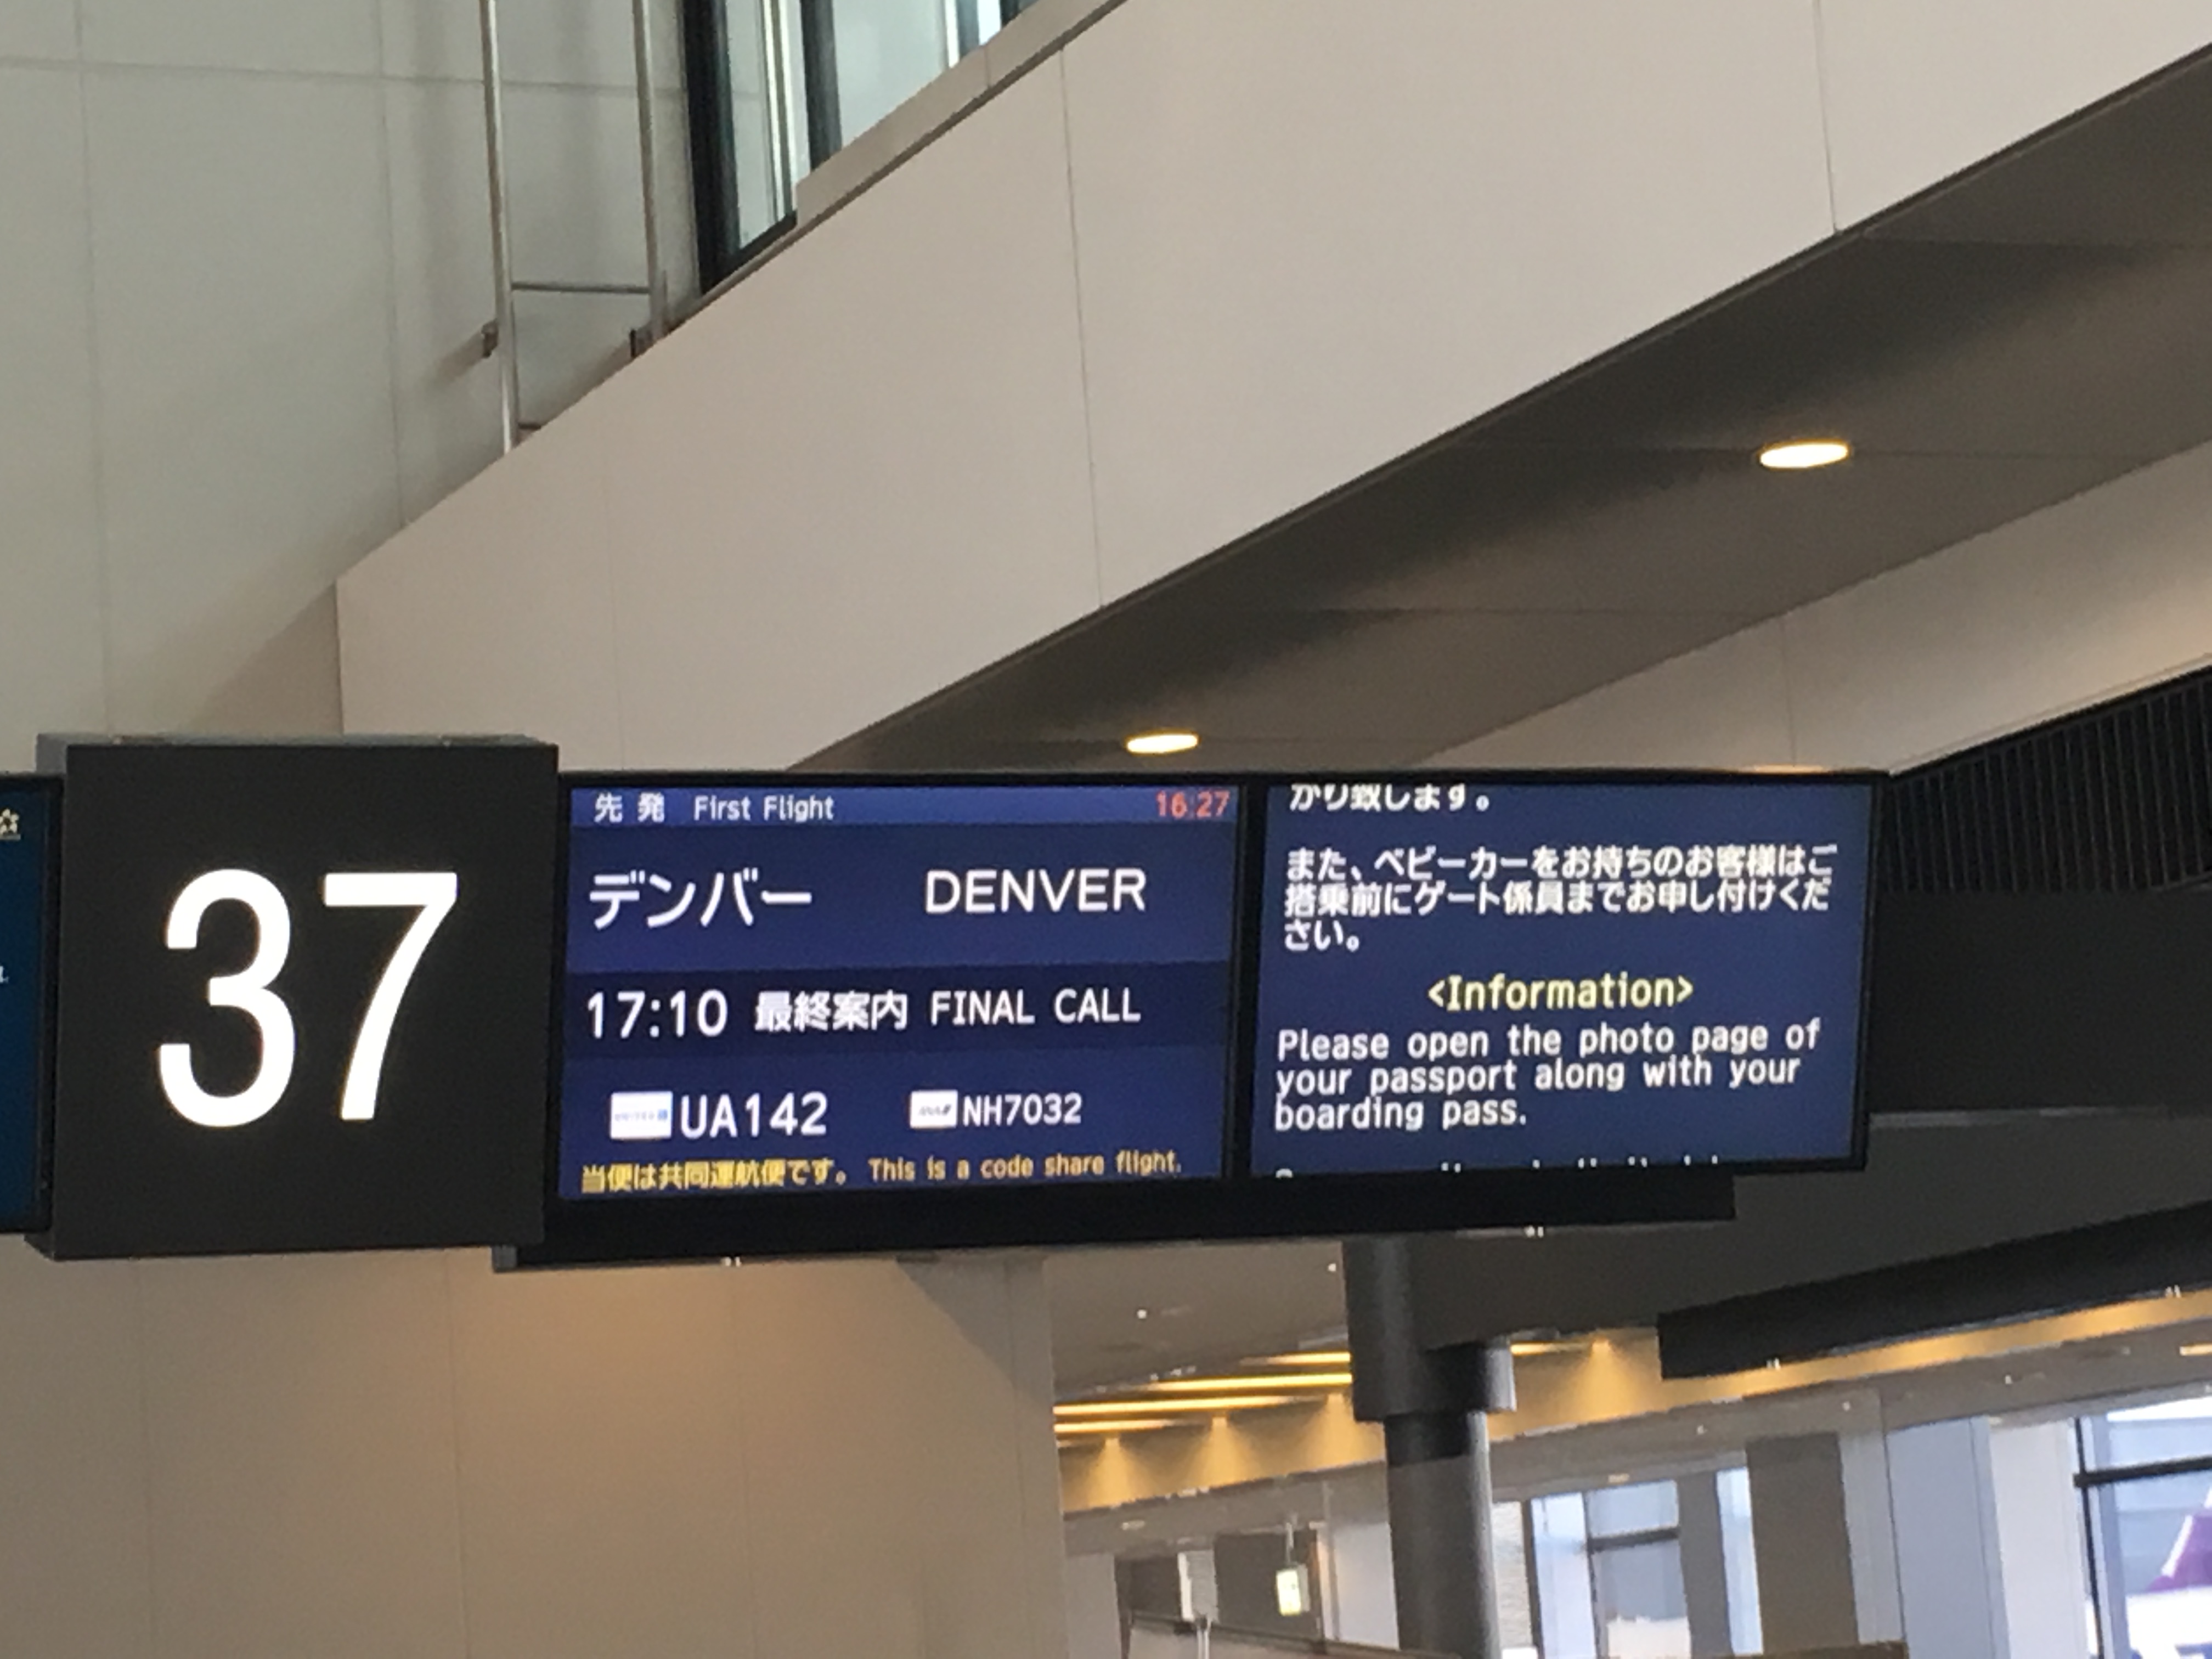 37
先発 First Flight 16:27
デンバー DENVER
17:10 最終案内 FINAL CALL
UA142 NH7032
当便は共同運航便です。 This is a code share flight.
かり致します。
また、ベビーカーをお持ちのお客様はご
搭乗前にゲート係員までお申し付けくだ
さい。
<Information>
Please open the photo page of
your passport along with your
boarding pass.